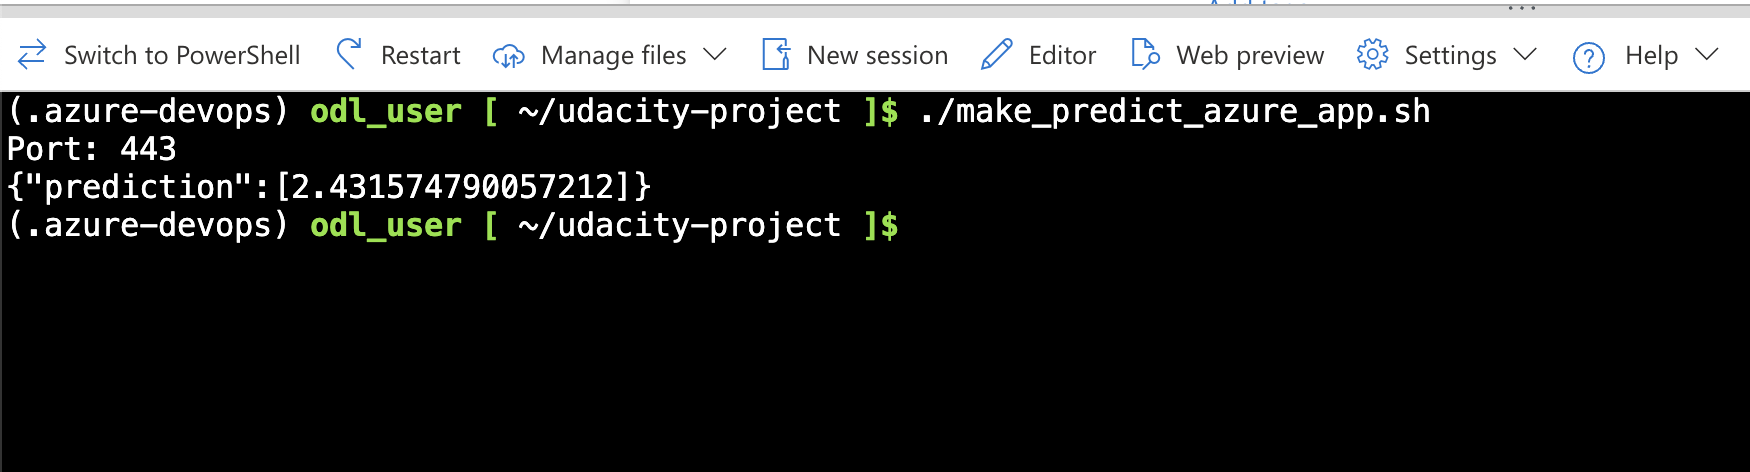 Switch to PowerShell Restart Manage files New session Editor Web preview Settings Help
(.azure-devops) odl_user [ ~/udacity-project ]$ ./make_predict_azure_app.sh
Port: 443
{"prediction":[2.431574790057212]}
(.azure-devops) odl_user [ ~/udacity-project ]$